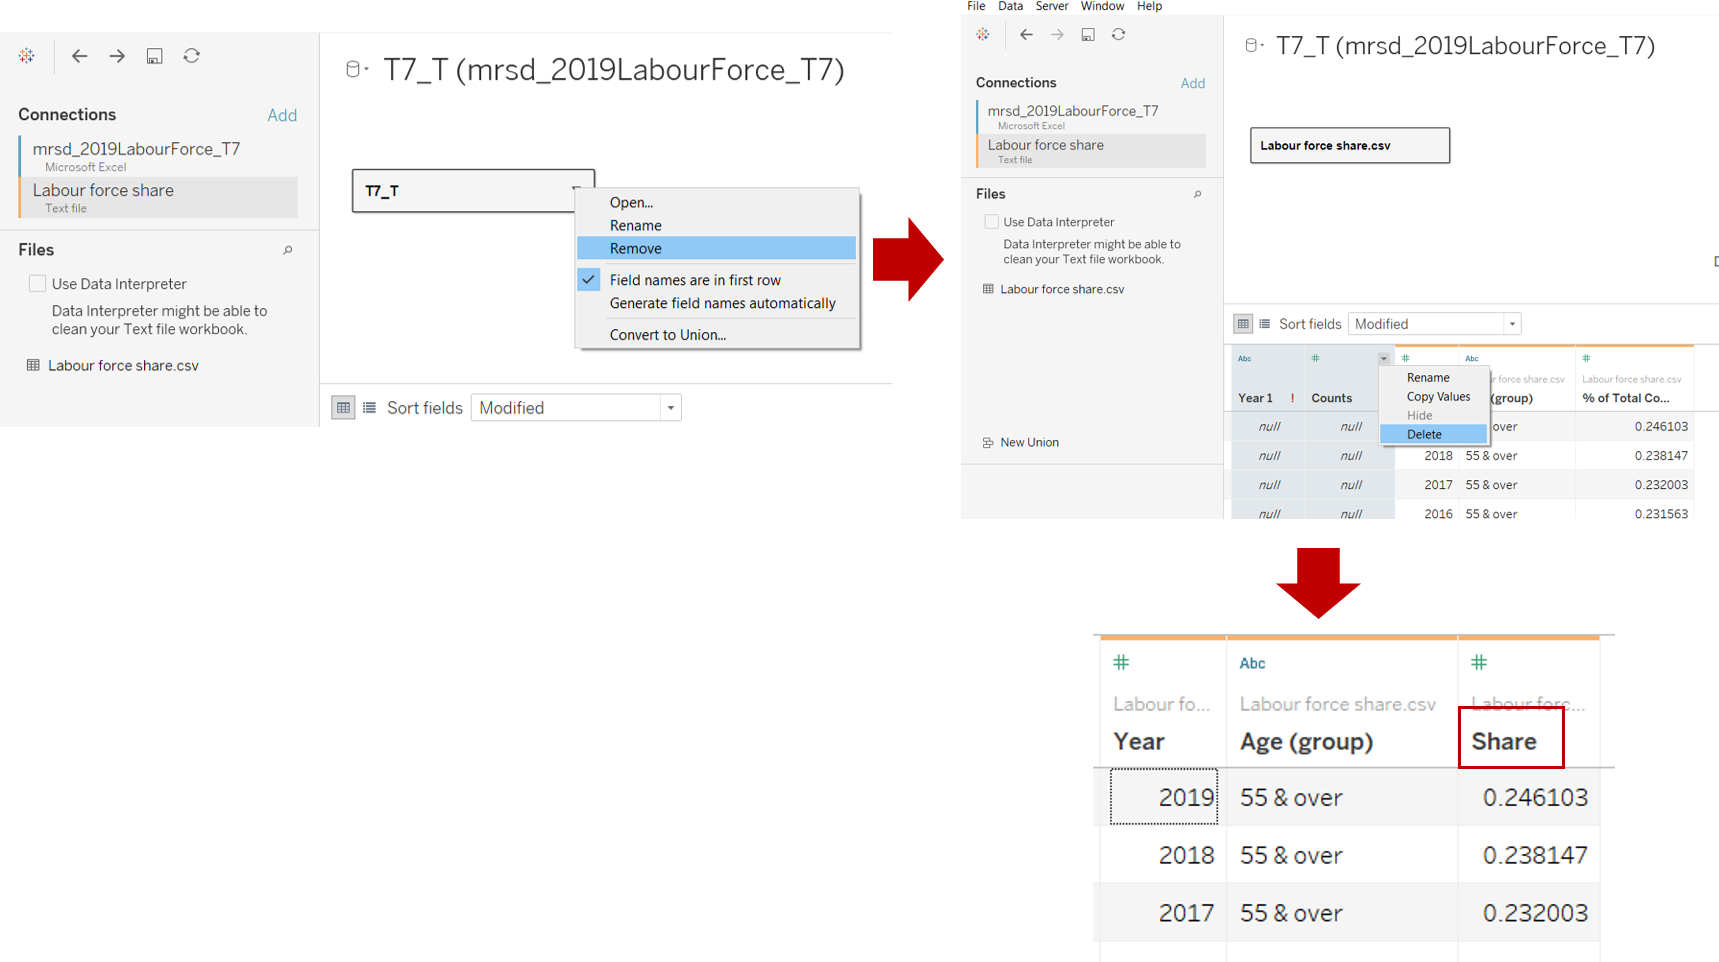 T7_T (mrsd_2019LabourForce_T7)
Connections
Add
mrsd_2019LabourForce_T7
Microsoft Excel
Labour force share
Text file
Files
Use Data Interpreter
Data Interpreter might be able to
clean your Text file workbook.
Labour force share.csv
T7_T
Open...
Rename
Remove
Field names are in first row
Generate field names automatically
Convert to Union...
Sort fields
Modified
File Data Server Window Help
T7_T (mrsd_2019LabourForce_T7)
Connections
Add
mrsd_2019LabourForce_T7
Microsoft Excel
Labour force share
Text file
Files
Use Data Interpreter
Data Interpreter might be able to
clean your Text file workbook.
Labour force share.csv
New Union
Labour force share.csv
Sort fields
Modified
Abc # # Abc #
r force share.csv Labour force share.csv
Year 1 ! Counts (group) % of Total Co...
Rename
Copy Values
Hide
Delete
null null over 0.246103
null null 2018 55 & over 0.238147
null null 2017 55 & over 0.232003
null null 2016 55 & over 0.231563
# Abc #
Labour fo... Labour force share.csv Labour forc...
Year Age (group) Share
2019 55 & over 0.246103
2018 55 & over 0.238147
2017 55 & over 0.232003